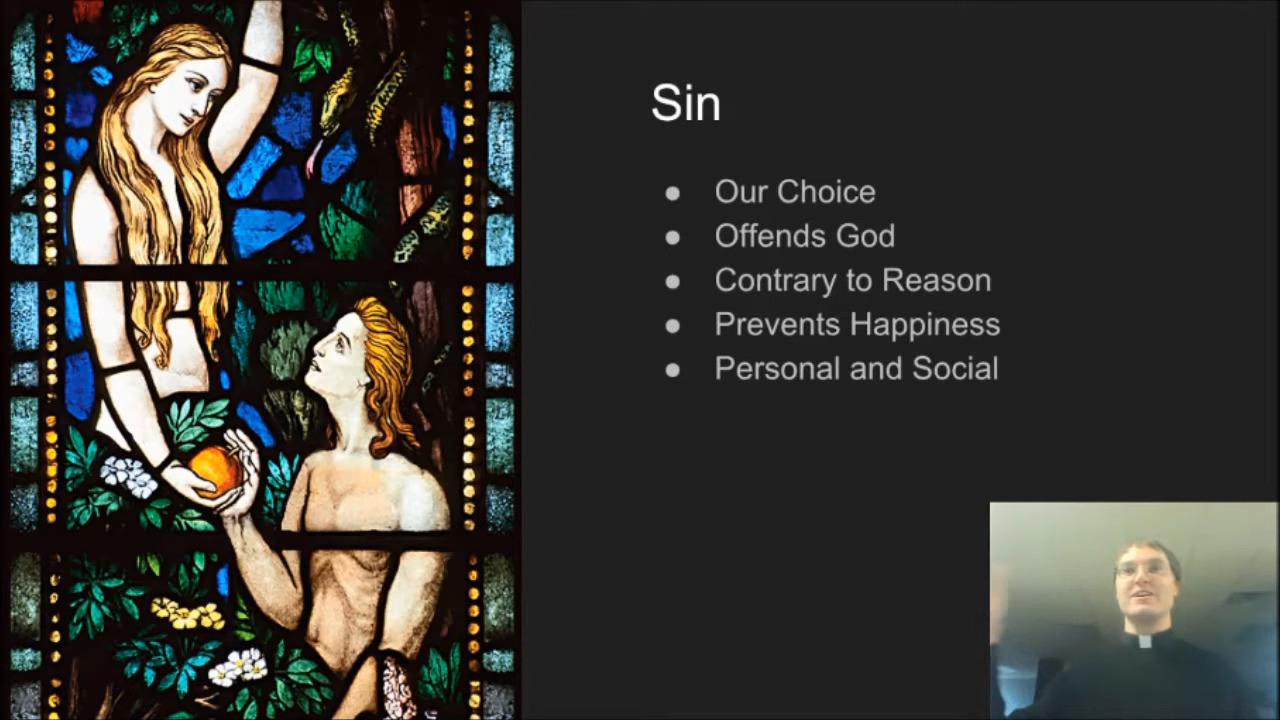 Sin
● Our Choice
● Offends God
● Contrary to Reason
● Prevents Happiness
● Personal and Social